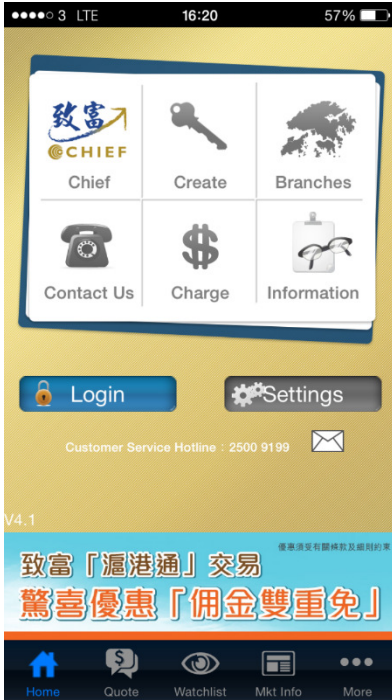 3 LTE 16:20 57%
致富
CHIEF
Chief Create Branches
Contact Us Charge Information
Login Settings
Customer Service Hotline : 2500 9199
V4.1
優惠須受有關條款及細則約束
致富「滬港通」交易
驚喜優惠「佣金雙重免」
Home Quote Watchlist Mkt Info More